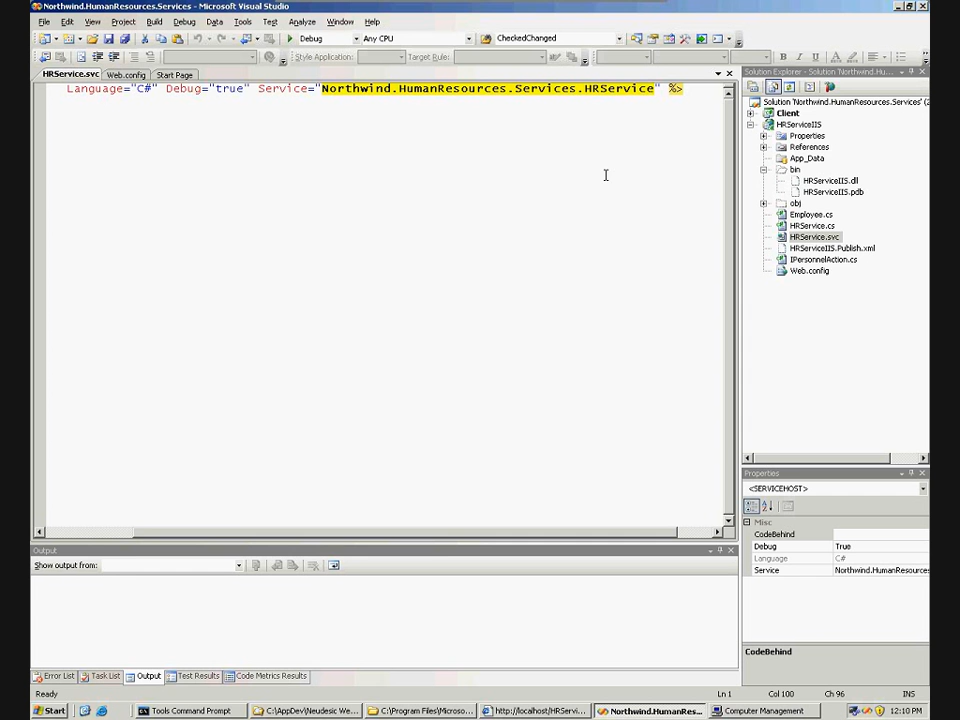 Northwind.HumanResources.Services - Microsoft Visual Studio
File Edit View Project Build Debug Data Tools Test Analyze Window Help
Debug Any CPU CheckedChanged
Style Application: Target Rule: B I U A
HRService.svc Web.config Start Page
Language="C#" Debug="true" Service="Northwind.HumanResources.Services.HRService" %>
Solution Explorer - Solution 'Northwind.Hu...
Solution 'Northwind.HumanResources.Services' (2
Client
HRServiceIIS
Properties
References
App_Data
bin
HRServiceIIS.dll
HRServiceIIS.pdb
obj
Employee.cs
HRService.cs
HRService.svc
HRServiceIIS.Publish.xml
IPersonnelAction.cs
Web.config
Properties
<SERVICEHOST>
Misc
CodeBehind
Debug True
Language C#
Service Northwind.HumanResources
CodeBehind
Output
Show output from:
Error List Task List Output Test Results Code Metrics Results
Ready Ln 1 Col 100 Ch 96 INS
Start Tools Command Prompt C:\AppDev\Neudesic We... C:\Program Files\Microso... http://localhost/HRServi... Northwind.HumanRes... Computer Management 12:10 PM